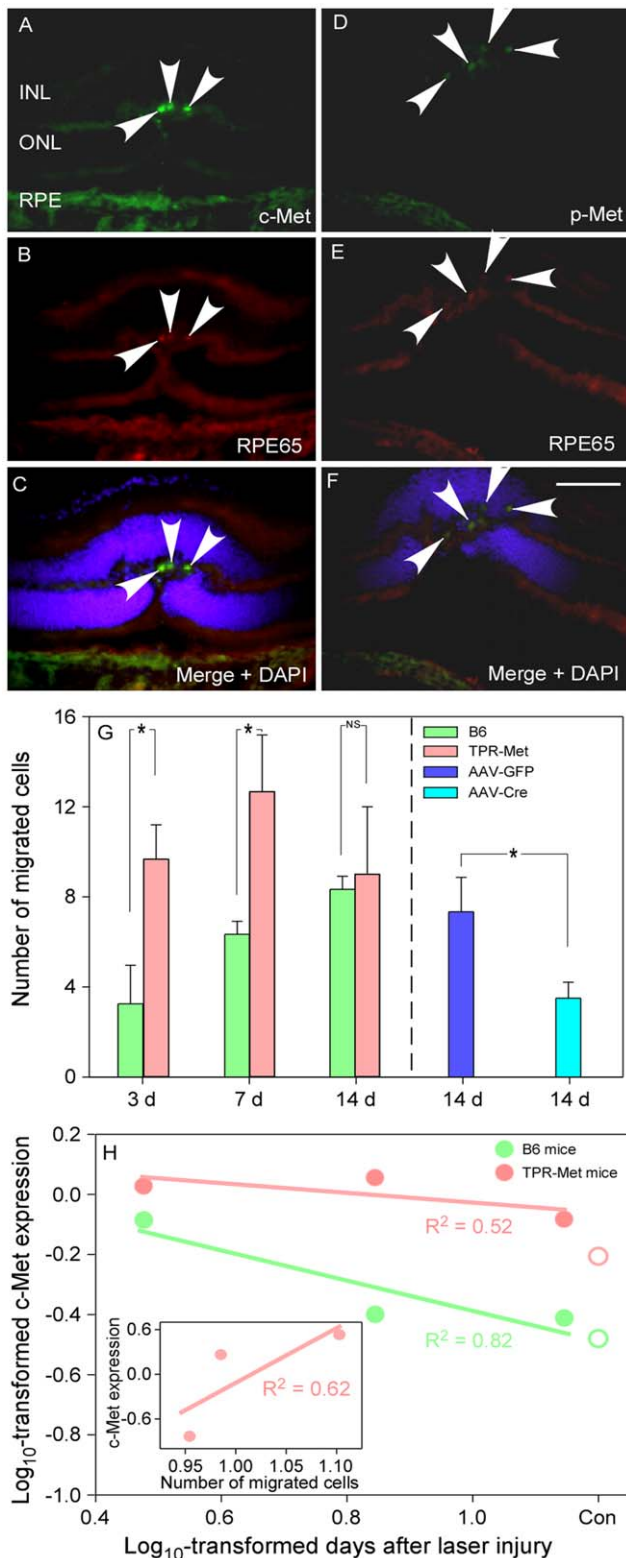 A
D
INL
ONL
RPE
c-Met
p-Met
B
E
RPE65
RPE65
C
F
Merge + DAPI
Merge + DAPI
G
16
12
8
4
0
Number of migrated cells
*
*
NS
*
B6
TPR-Met
AAV-GFP
AAV-Cre
3 d
7 d
14 d
14 d
14 d
H
0.2
0.0
-0.2
-0.4
-0.6
-0.8
-1.0
Log10-transformed c-Met expression
B6 mice
TPR-Met mice
R² = 0.52
R² = 0.82
0.6
0.0
-0.6
c-Met expression
R² = 0.62
0.95 1.00 1.05 1.10
Number of migrated cells
0.4 0.6 0.8 1.0 Con
Log10-transformed days after laser injury